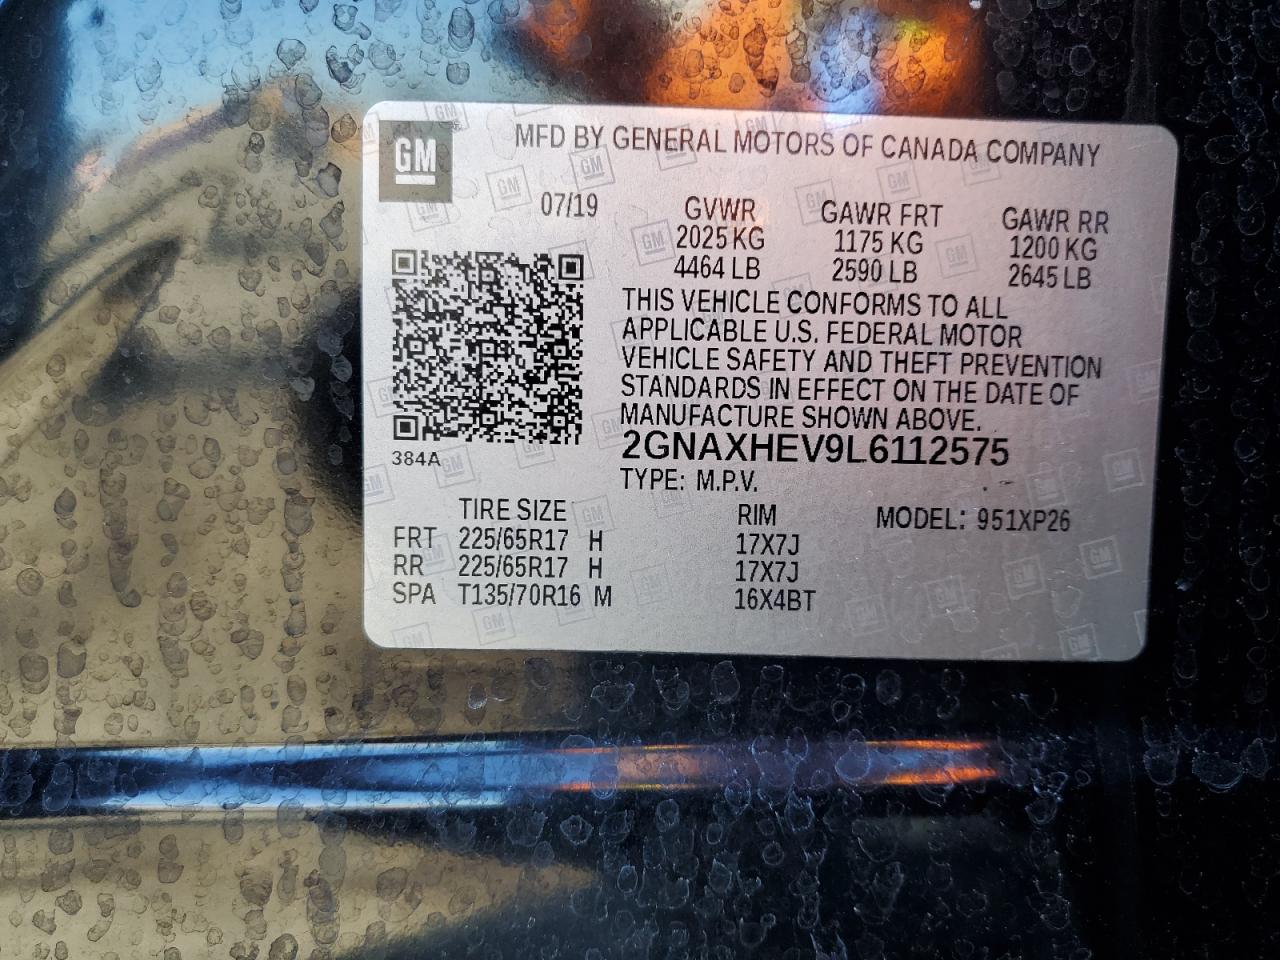 GM
MFD BY GENERAL MOTORS OF CANADA COMPANY
07/19 GVWR GAWR FRT GAWR RR
2025 KG 1175 KG 1200 KG
4464 LB 2590 LB 2645 LB
THIS VEHICLE CONFORMS TO ALL
APPLICABLE U.S. FEDERAL MOTOR
VEHICLE SAFETY AND THEFT PREVENTION
STANDARDS IN EFFECT ON THE DATE OF
MANUFACTURE SHOWN ABOVE.
384A
2GNAXHEV9L6112575
TYPE: M.P.V.
TIRE SIZE RIM MODEL: 951XP26
FRT 225/65R17 H 17X7J
RR 225/65R17 H 17X7J
SPA T135/70R16 M 16X4BT